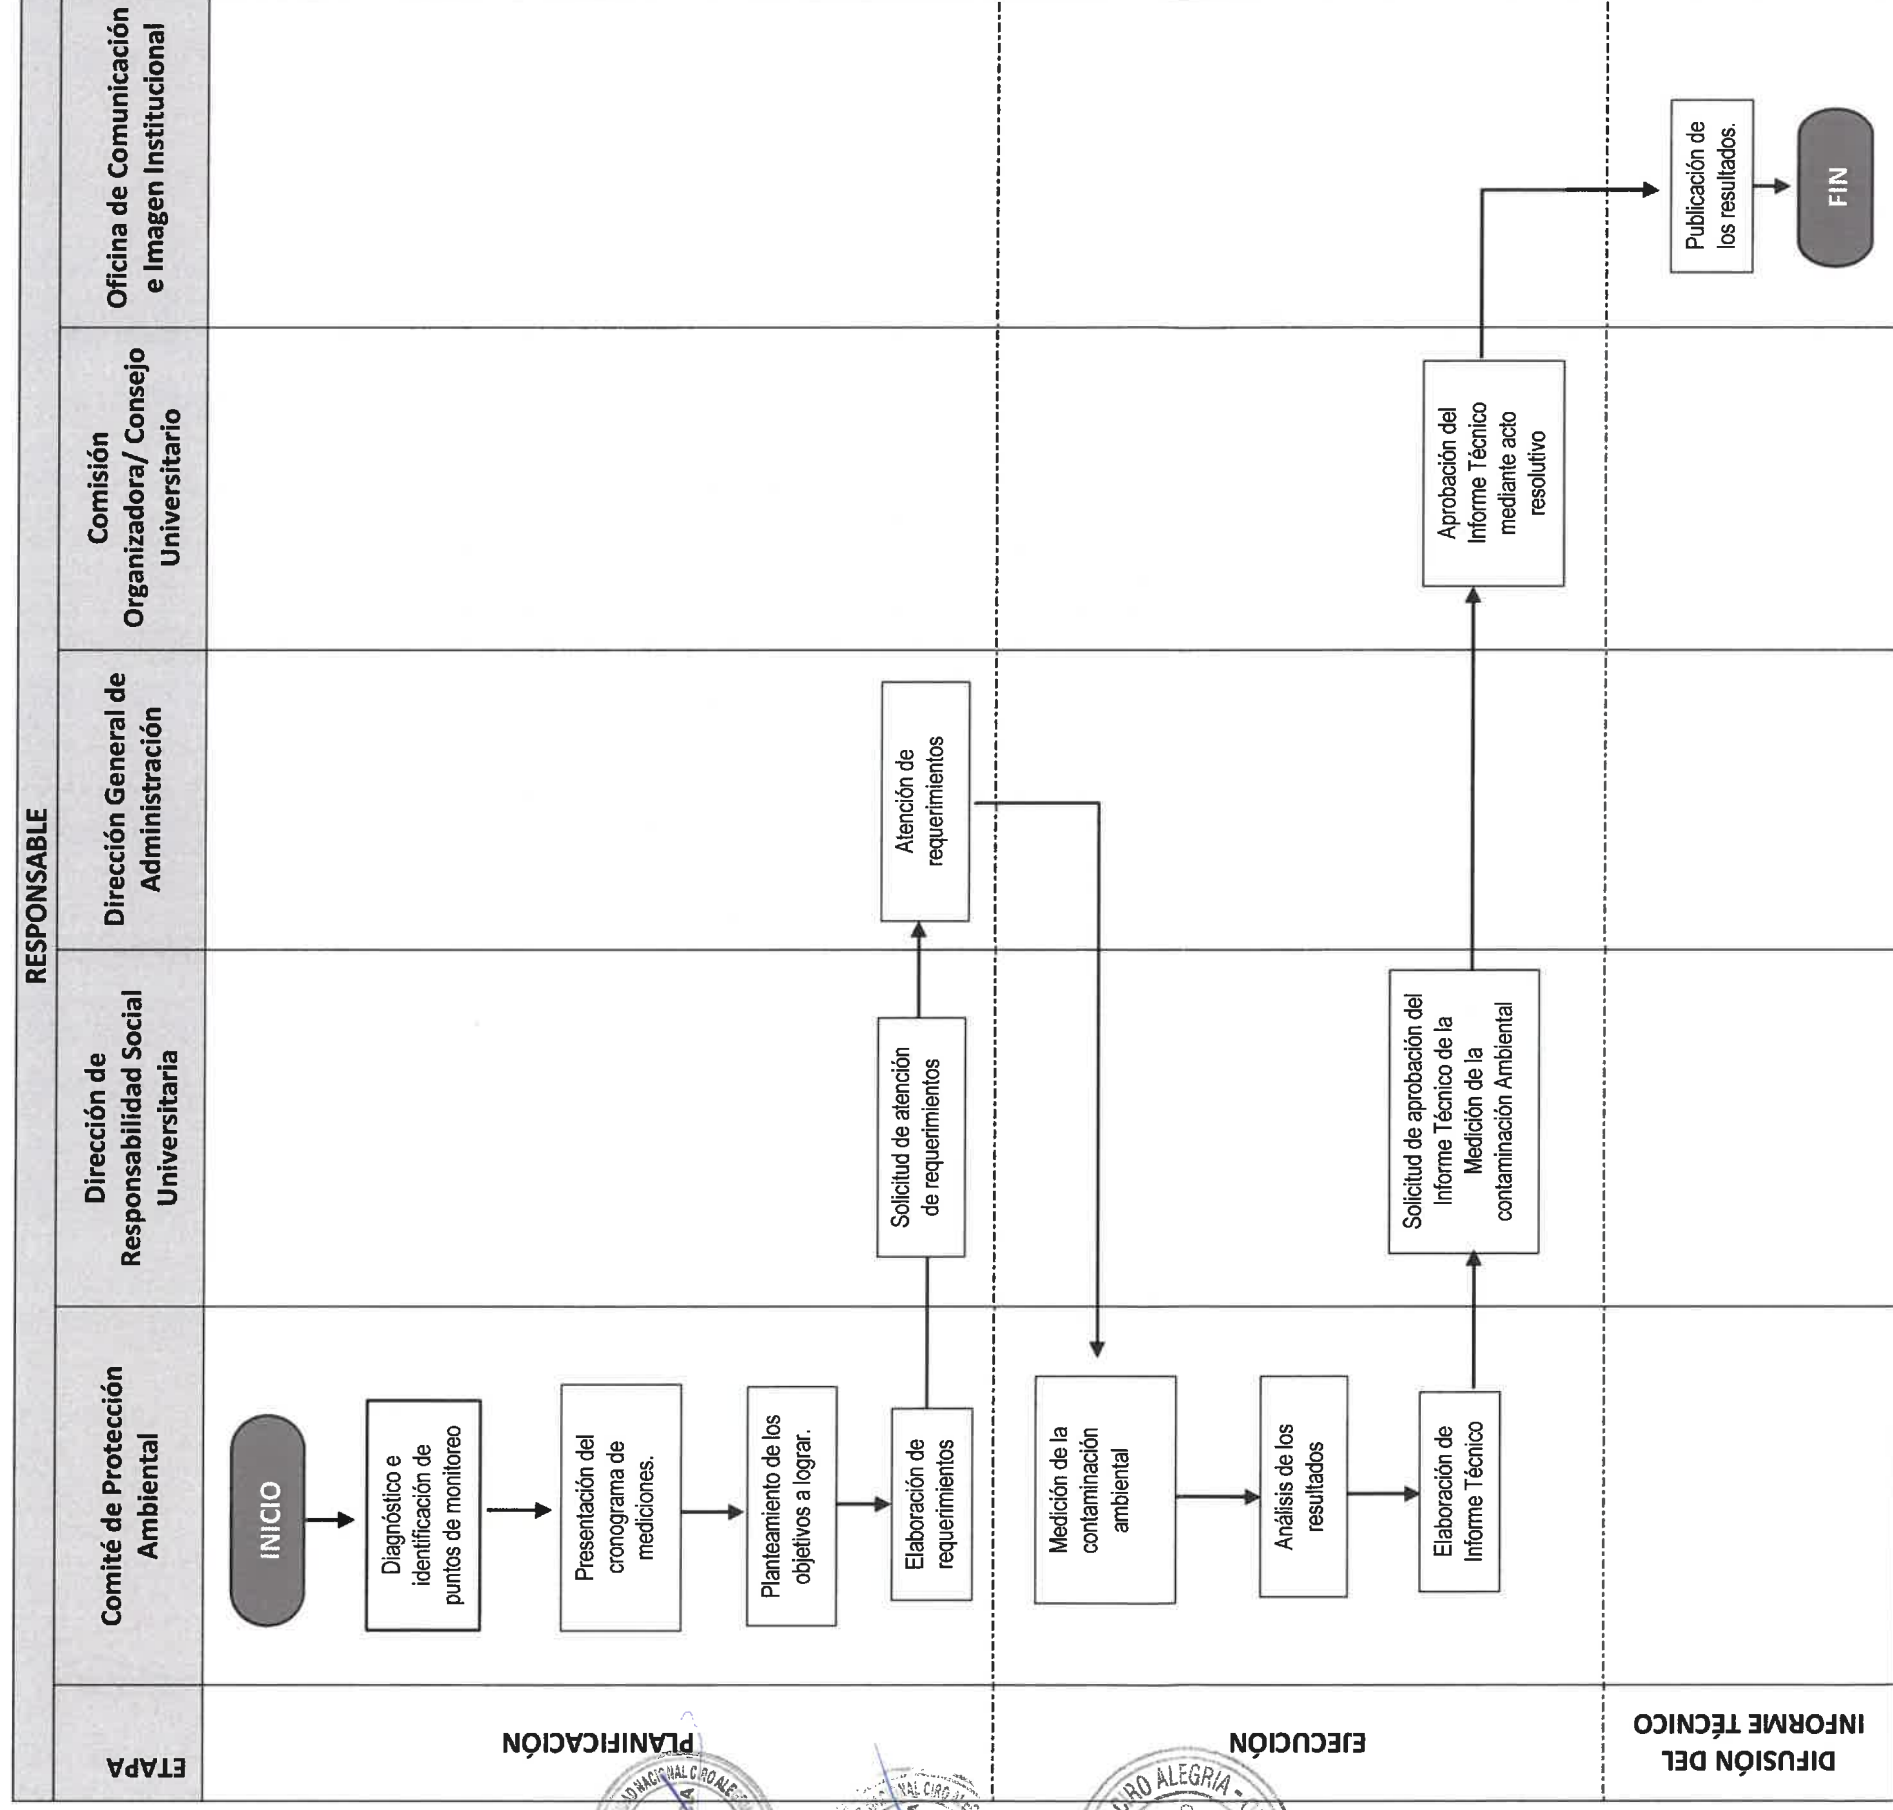 RESPONSABLE
ETAPA
Comité de Protección
Ambiental
Dirección de
Responsabilidad Social
Universitaria
Dirección General de
Administración
Comisión
Organizadora/ Consejo
Universitario
Oficina de Comunicación
e Imagen Institucional
PLANIFICACIÓN
INICIO
Diagnóstico e
identificación de
puntos de monitoreo
Presentación del
cronograma de
mediciones.
Planteamiento de los
objetivos a lograr.
Elaboración de
requerimientos
Solicitud de atención
de requerimientos
Atención de
requerimientos
EJECUCIÓN
Medición de la
contaminación
ambiental
Análisis de los
resultados
Elaboración de
Informe Técnico
Solicitud de aprobación del
Informe Técnico de la
Medición de la
contaminación Ambiental
Aprobación del
Informe Técnico
mediante acto
resolutivo
DIFUSIÓN DEL
INFORME TÉCNICO
Publicación de
los resultados.
FIN
NACIONAL CIRO
CIRO
CIRO ALEGRIA -